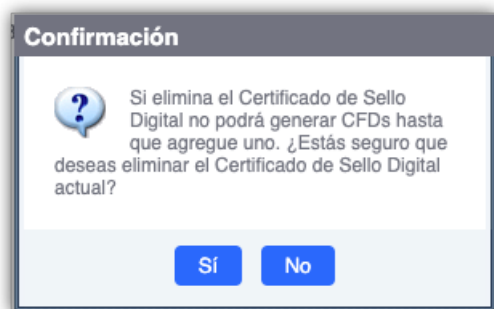 Confirmación
Si elimina el Certificado de Sello
Digital no podrá generar CFDs hasta
que agregue uno. ¿Estás seguro que
deseas eliminar el Certificado de Sello Digital
actual?
Sí
No